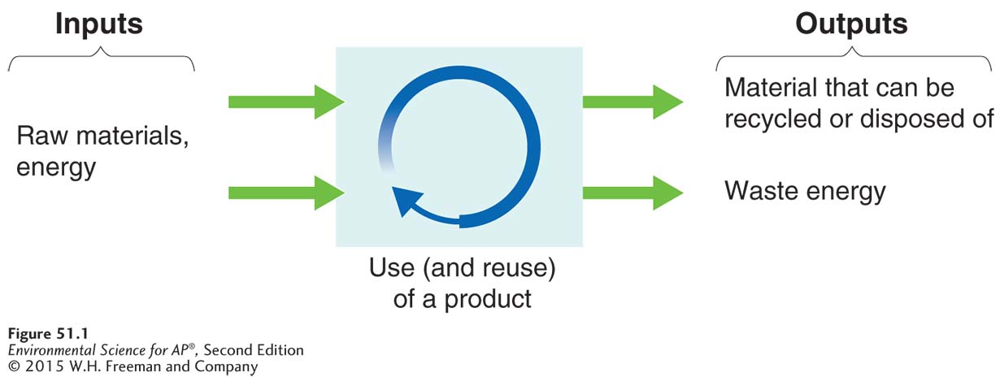 Inputs
Raw materials,
energy
Use (and reuse)
of a product
Outputs
Material that can be
recycled or disposed of
Waste energy
Figure 51.1
Environmental Science for AP®, Second Edition
© 2015 W.H. Freeman and Company